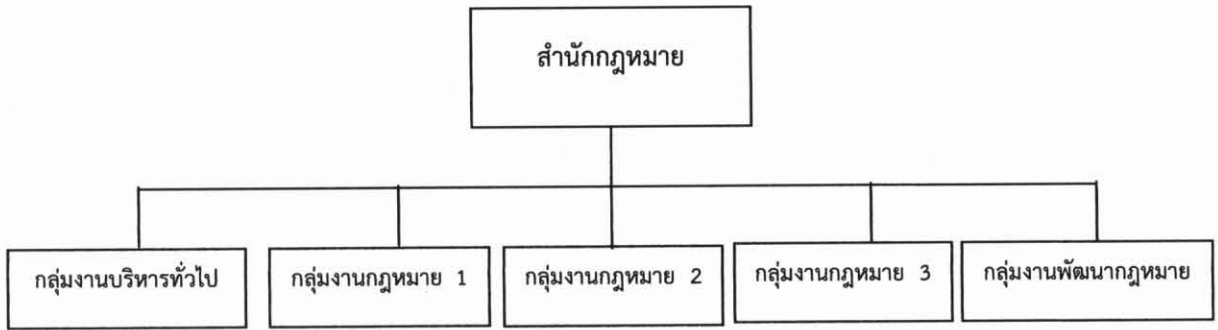 สำนักกฎหมาย
กลุ่มงานบริหารทั่วไป
กลุ่มงานกฎหมาย 1
กลุ่มงานกฎหมาย 2
กลุ่มงานกฎหมาย 3
กลุ่มงานพัฒนากฎหมาย